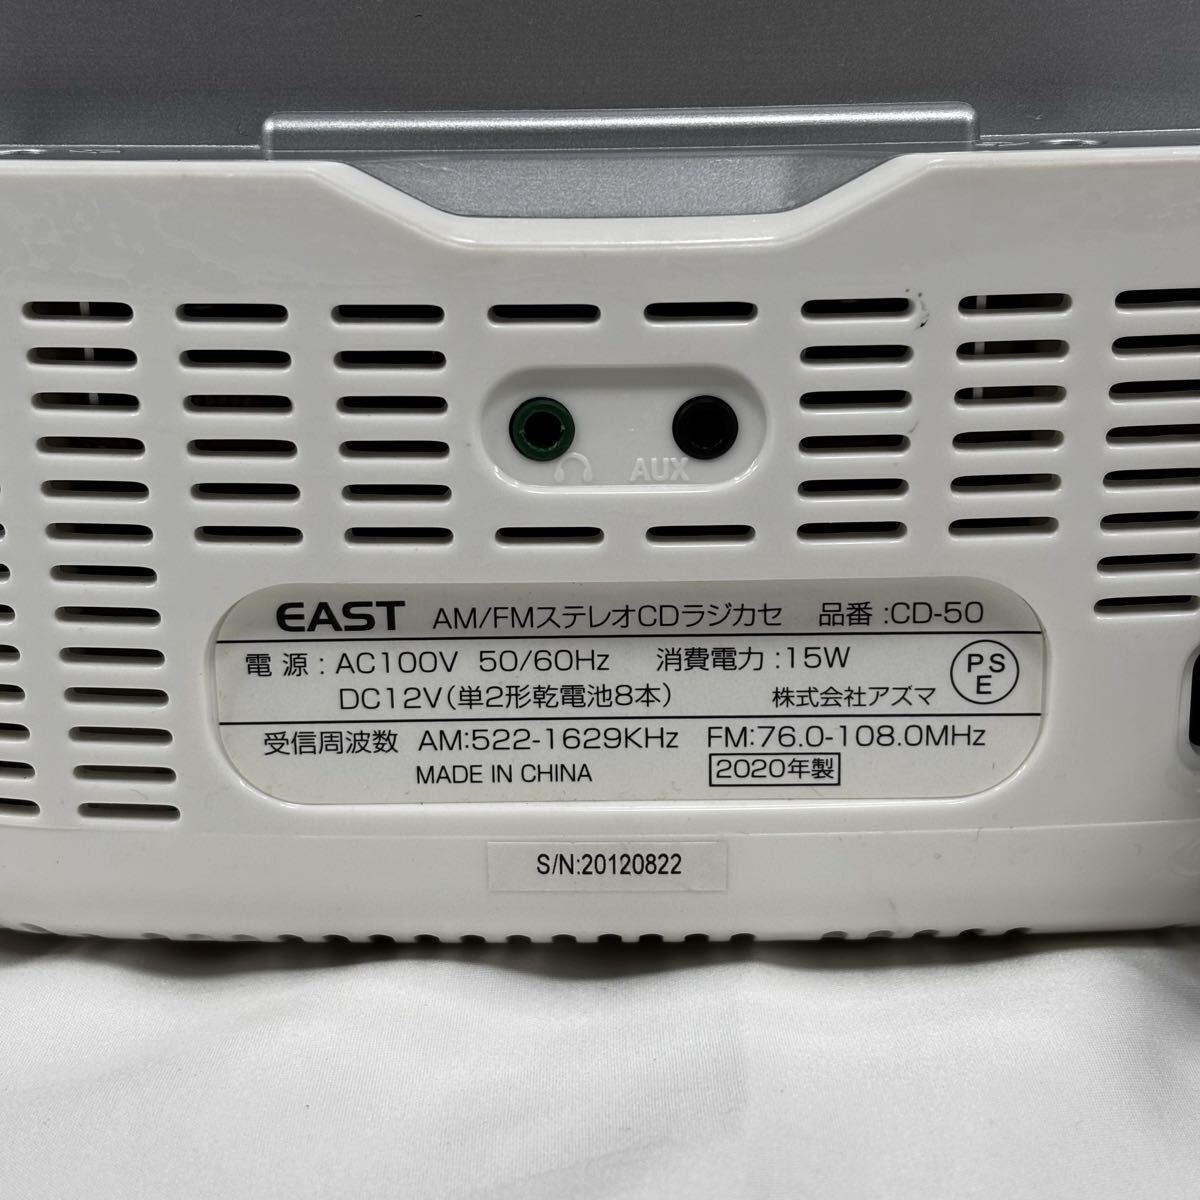 AUX
EAST AM/FMステレオCDラジカセ 品番:CD-50
電源:AC100V 50/60Hz 消費電力:15W
DC12V(単2形乾電池8本) 株式会社アズマ
PSE
受信周波数 AM:522-1629KHz FM:76.0-108.0MHz
MADE IN CHINA 2020年製
S/N:20120822